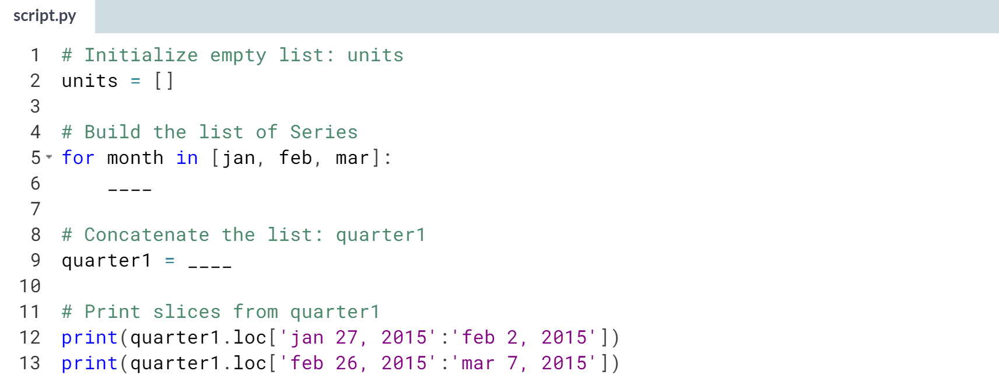 script.py
1 # Initialize empty list: units
2 units = []
3
4 # Build the list of Series
5 for month in [jan, feb, mar]:
6     ____
7
8 # Concatenate the list: quarter1
9 quarter1 = ____
10
11 # Print slices from quarter1
12 print(quarter1.loc['jan 27, 2015':'feb 2, 2015'])
13 print(quarter1.loc['feb 26, 2015':'mar 7, 2015'])